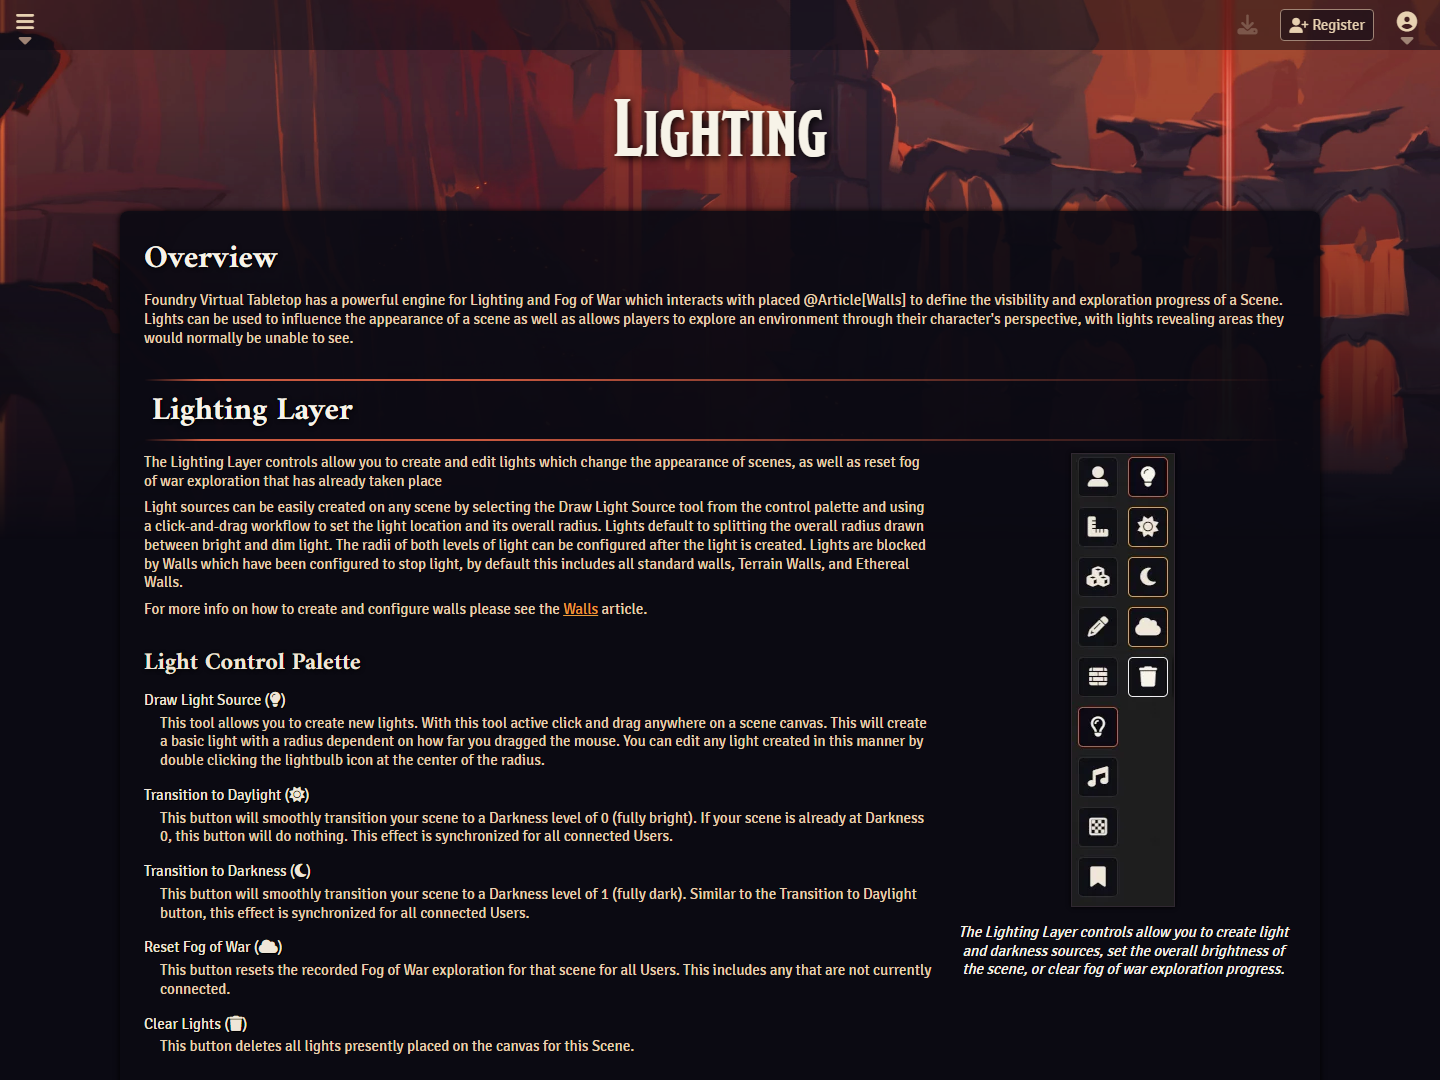 Register
Lighting
Overview
Foundry Virtual Tabletop has a powerful engine for Lighting and Fog of War which interacts with placed @Article[Walls] to define the visibility and exploration progress of a Scene.
Lights can be used to influence the appearance of a scene as well as allows players to explore an environment through their character's perspective, with lights revealing areas they
would normally be unable to see.
Lighting Layer
The Lighting Layer controls allow you to create and edit lights which change the appearance of scenes, as well as reset fog
of war exploration that has already taken place
Light sources can be easily created on any scene by selecting the Draw Light Source tool from the control palette and using
a click-and-drag workflow to set the light location and its overall radius. Lights default to splitting the overall radius drawn
between bright and dim light. The radii of both levels of light can be configured after the light is created. Lights are blocked
by Walls which have been configured to stop light, by default this includes all standard walls, Terrain Walls, and Ethereal
Walls.
For more info on how to create and configure walls please see the Walls article.
Light Control Palette
Draw Light Source ()
This tool allows you to create new lights. With this tool active click and drag anywhere on a scene canvas. This will create
a basic light with a radius dependent on how far you dragged the mouse. You can edit any light created in this manner by
double clicking the lightbulb icon at the center of the radius.
Transition to Daylight ()
This button will smoothly transition your scene to a Darkness level of 0 (fully bright). If your scene is already at Darkness
0, this button will do nothing. This effect is synchronized for all connected Users.
Transition to Darkness ()
This button will smoothly transition your scene to a Darkness level of 1 (fully dark). Similar to the Transition to Daylight
button, this effect is synchronized for all connected Users.
Reset Fog of War ()
This button resets the recorded Fog of War exploration for that scene for all Users. This includes any that are not currently
connected.
Clear Lights ()
This button deletes all lights presently placed on the canvas for this Scene.
The Lighting Layer controls allow you to create light
and darkness sources, set the overall brightness of
the scene, or clear fog of war exploration progress.